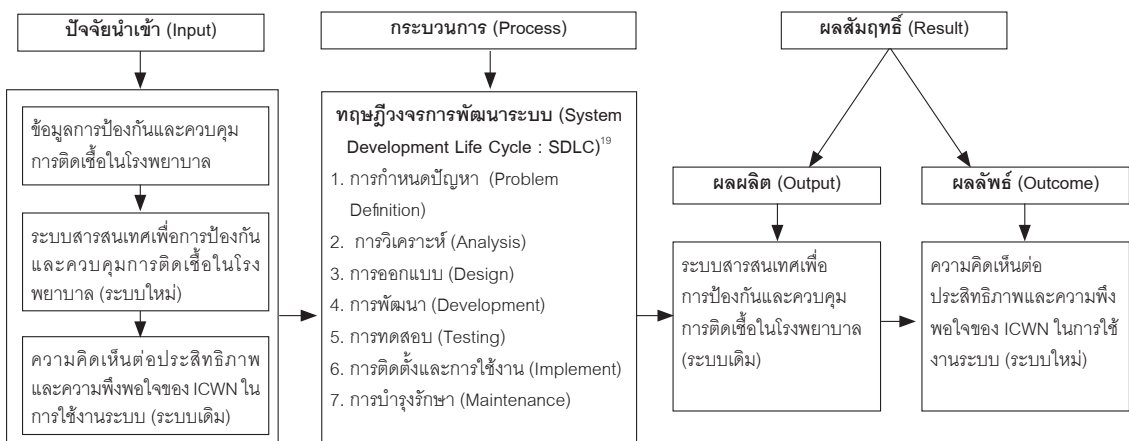 ปัจจัยนำเข้า (Input)
กระบวนการ (Process)
ผลสัมฤทธิ์ (Result)
ข้อมูลการป้องกันและควบคุม
การติดเชื้อในโรงพยาบาล
ระบบสารสนเทศเพื่อการป้องกัน
และควบคุมการติดเชื้อในโรง
พยาบาล (ระบบใหม่)
ความคิดเห็นต่อประสิทธิภาพ
และความพึงพอใจของ ICWN ใน
การใช้งานระบบ (ระบบเดิม)
ทฤษฎีวงจรการพัฒนาระบบ (System
Development Life Cycle : SDLC)19
1. การกำหนดปัญหา (Problem
Definition)
2. การวิเคราะห์ (Analysis)
3. การออกแบบ (Design)
4. การพัฒนา (Development)
5. การทดสอบ (Testing)
6. การติดตั้งและการใช้งาน (Implement)
7. การบำรุงรักษา (Maintenance)
ผลผลิต (Output)
ระบบสารสนเทศเพื่อ
การป้องกันและควบคุม
การติดเชื้อในโรงพยาบาล
(ระบบเดิม)
ผลลัพธ์ (Outcome)
ความคิดเห็นต่อ
ประสิทธิภาพและความพึง
พอใจของ ICWN ในการใช้
งานระบบ (ระบบใหม่)